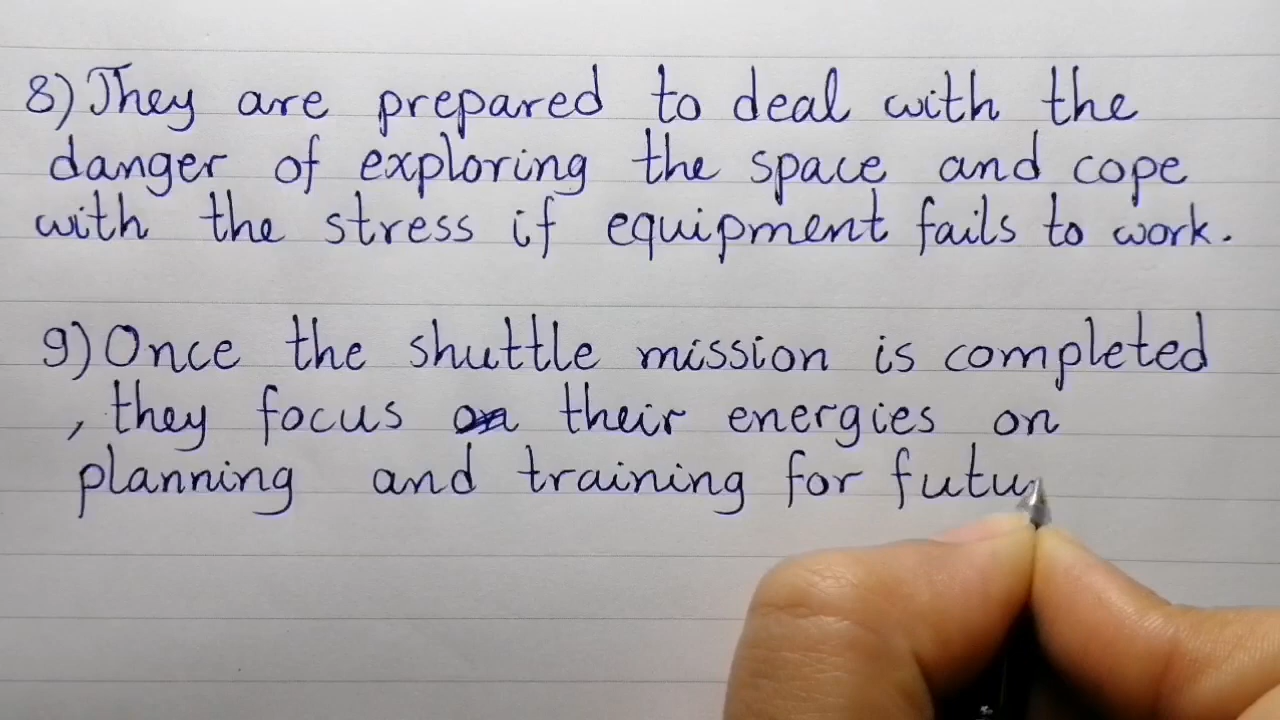 8) They are prepared to deal with the
danger of exploring the space and cope
with the stress if equipment fails to work.
9) Once the shuttle mission is completed
, they focus their energies on
planning and training for futu